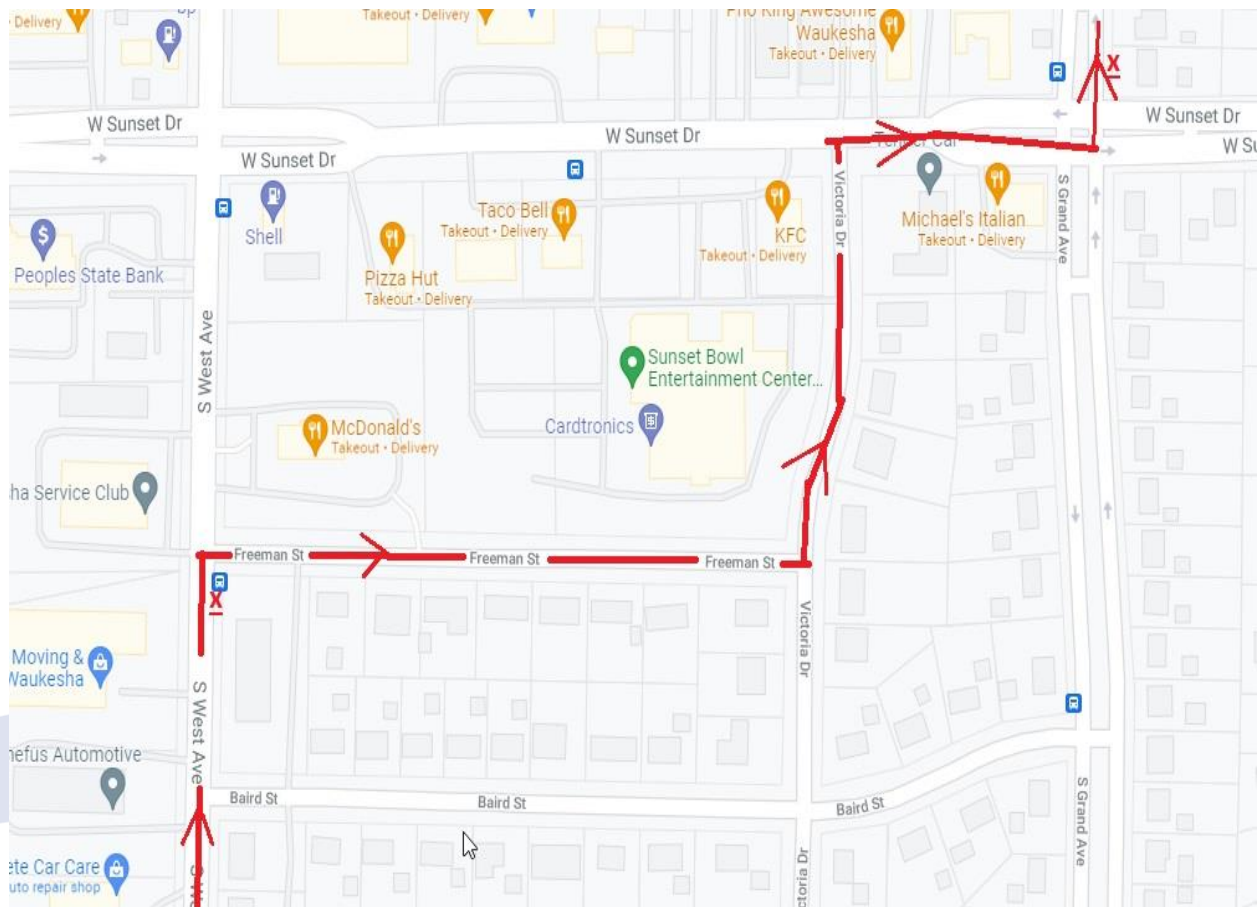 Delivery
Takeout • Delivery
Pho King Awesome
Waukesha
Takeout • Delivery
X
W Sunset Dr
W Sunset Dr
W Sunset Dr
W Sunset Dr
W Su
Victoria Dr
S Grand Ave
Shell
Taco Bell
Takeout • Delivery
KFC
Takeout • Delivery
Michael's Italian
Takeout • Delivery
$
Peoples State Bank
Pizza Hut
Takeout • Delivery
S West Ave
Sunset Bowl
Entertainment Center...
McDonald's
Takeout • Delivery
Cardtronics
$
ha Service Club
Freeman St
Freeman St
Freeman St
X
Victoria Dr
Moving &
Waukesha
S West Ave
nefus Automotive
Baird St
Baird St
Baird St
S Grand Ave
ete Car Care
auto repair shop
S We
ctoria Dr